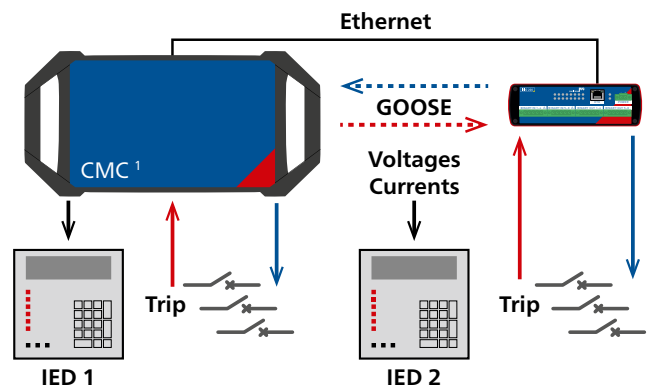 Ethernet
GOOSE
CMC 1
Voltages
Currents
Trip
Trip
IED 1
IED 2